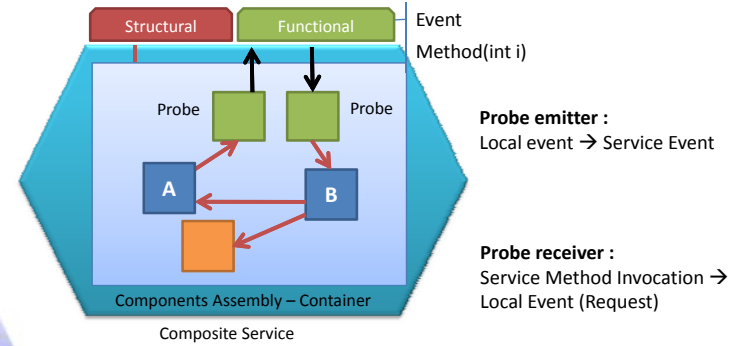 Structural
Functional
Event
Method(int i)
Probe
Probe
Probe emitter :
Local event → Service Event
A
B
Probe receiver :
Service Method Invocation →
Local Event (Request)
Components Assembly – Container
Composite Service